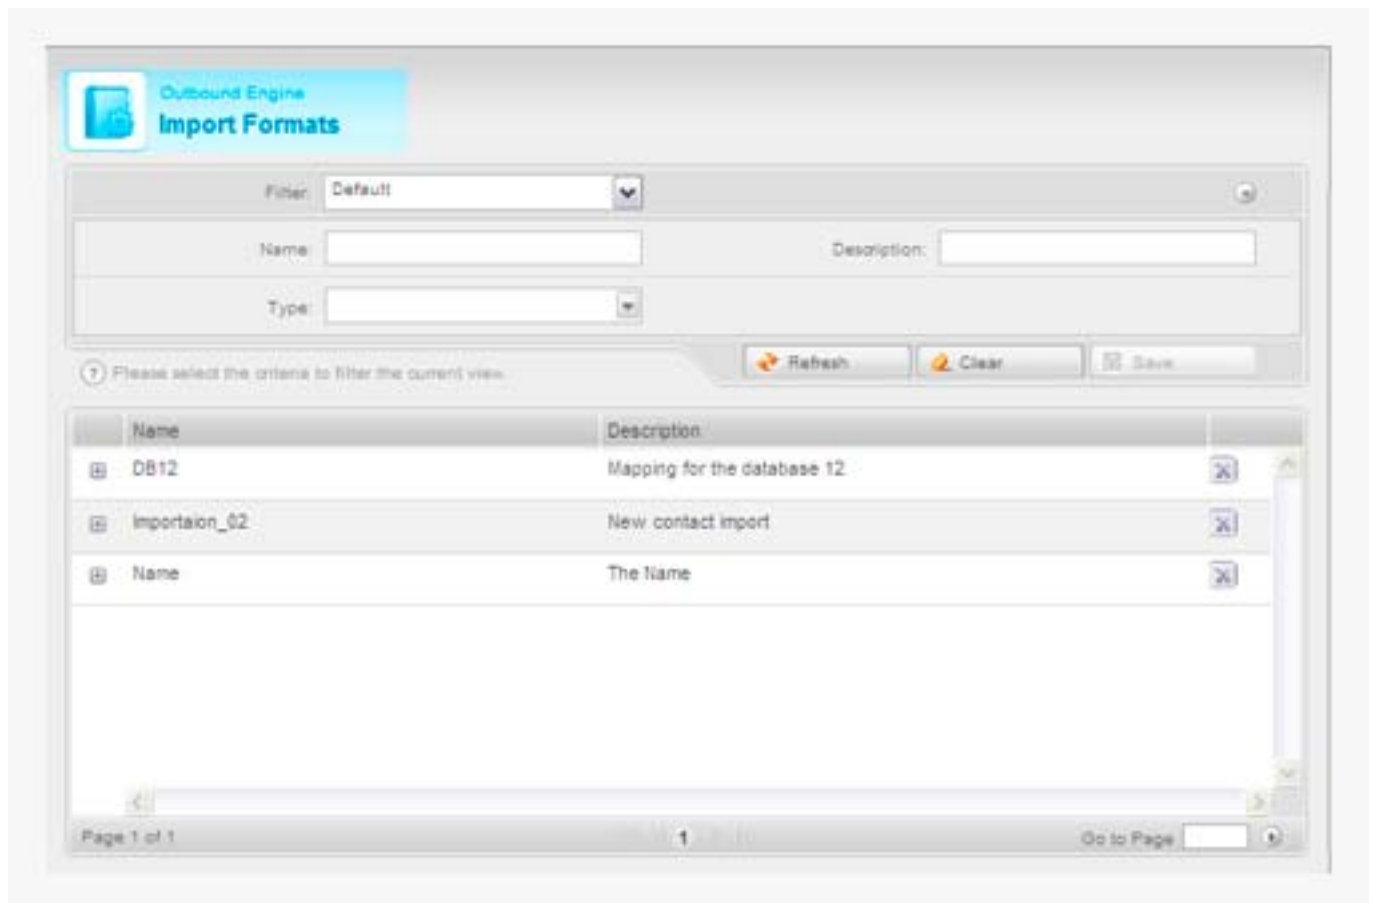 Outbound Engine
Import Formats
Filter: Default
Name: Description:
Type:
? Please select the criteria to filter the current view. Refresh Clear Save
Name Description
DB12 Mapping for the database 12
Importaion_02 New contact import
Name The Name
Page 1 of 1 1 Go to Page